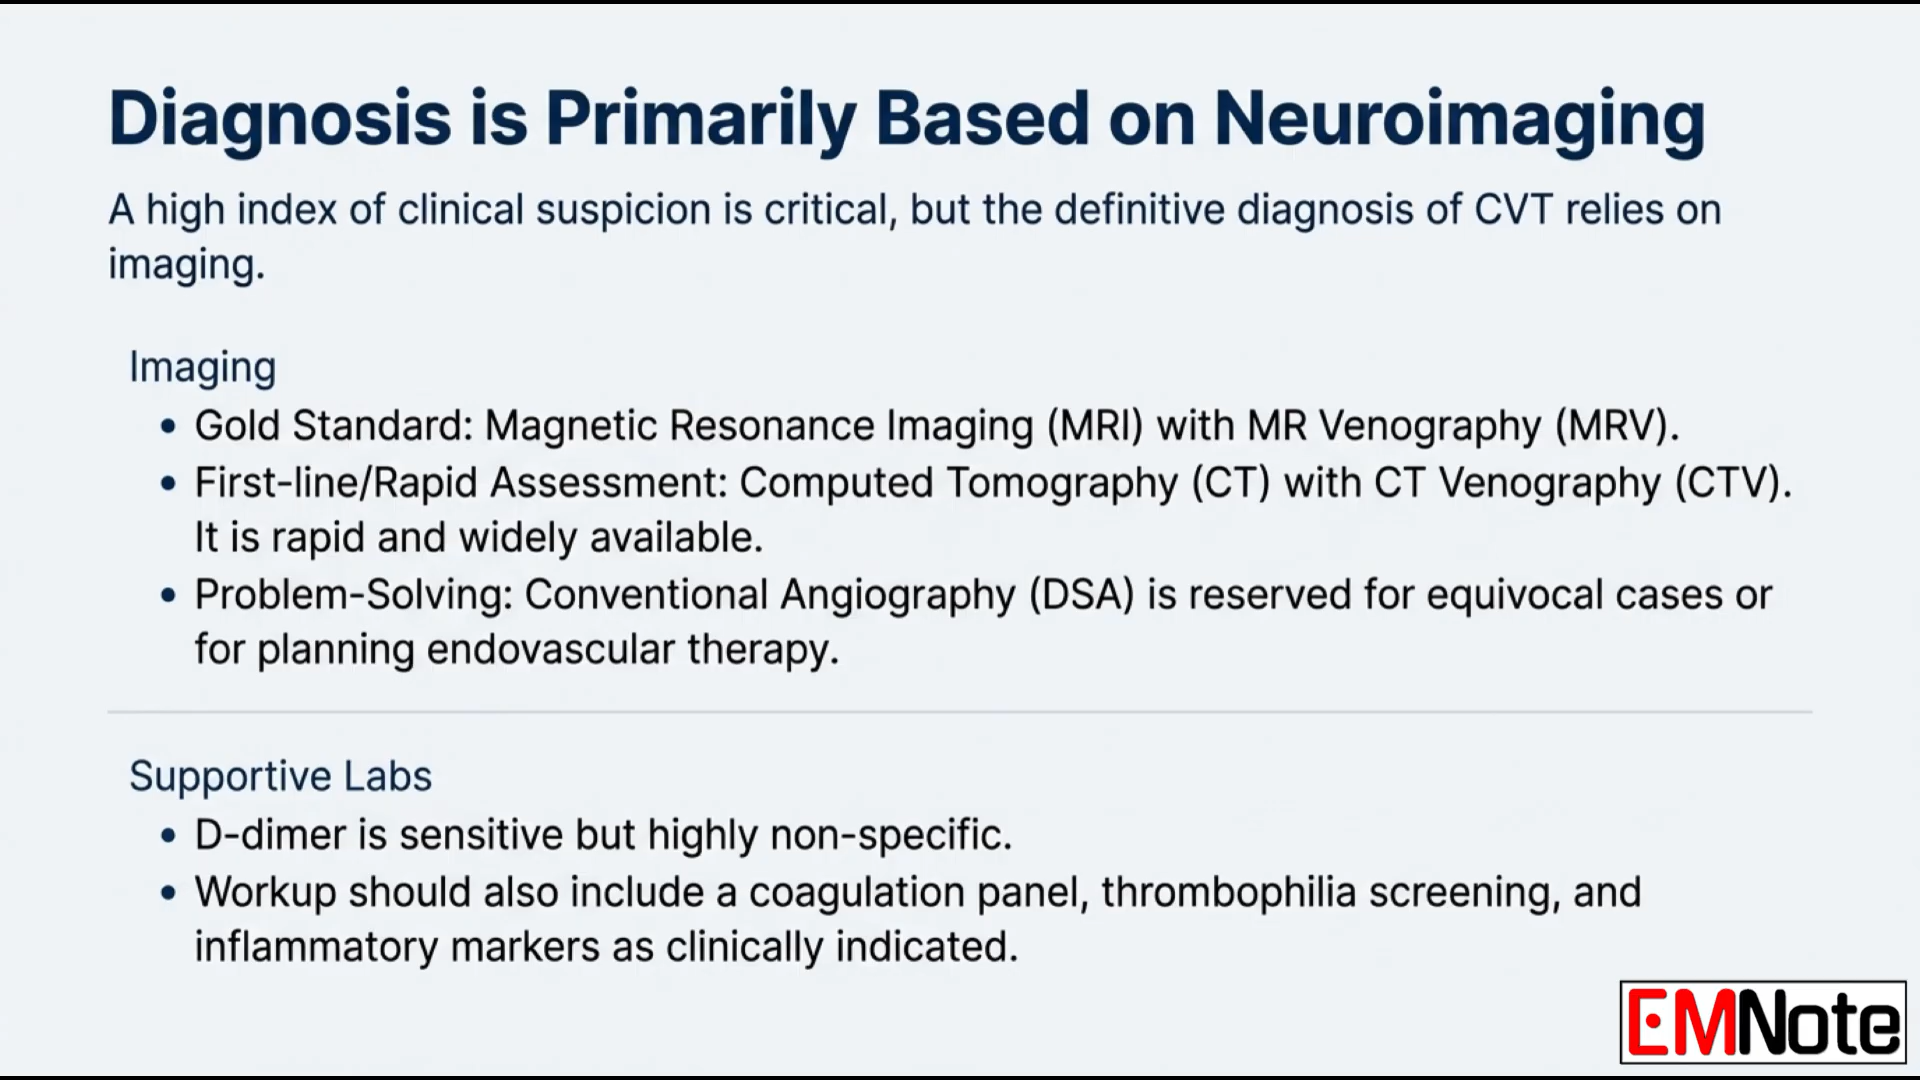 Diagnosis is Primarily Based on Neuroimaging
A high index of clinical suspicion is critical, but the definitive diagnosis of CVT relies on
imaging.
Imaging
• Gold Standard: Magnetic Resonance Imaging (MRI) with MR Venography (MRV).
• First-line/Rapid Assessment: Computed Tomography (CT) with CT Venography (CTV).
It is rapid and widely available.
• Problem-Solving: Conventional Angiography (DSA) is reserved for equivocal cases or
for planning endovascular therapy.
Supportive Labs
• D-dimer is sensitive but highly non-specific.
• Workup should also include a coagulation panel, thrombophilia screening, and
inflammatory markers as clinically indicated.
EMNote